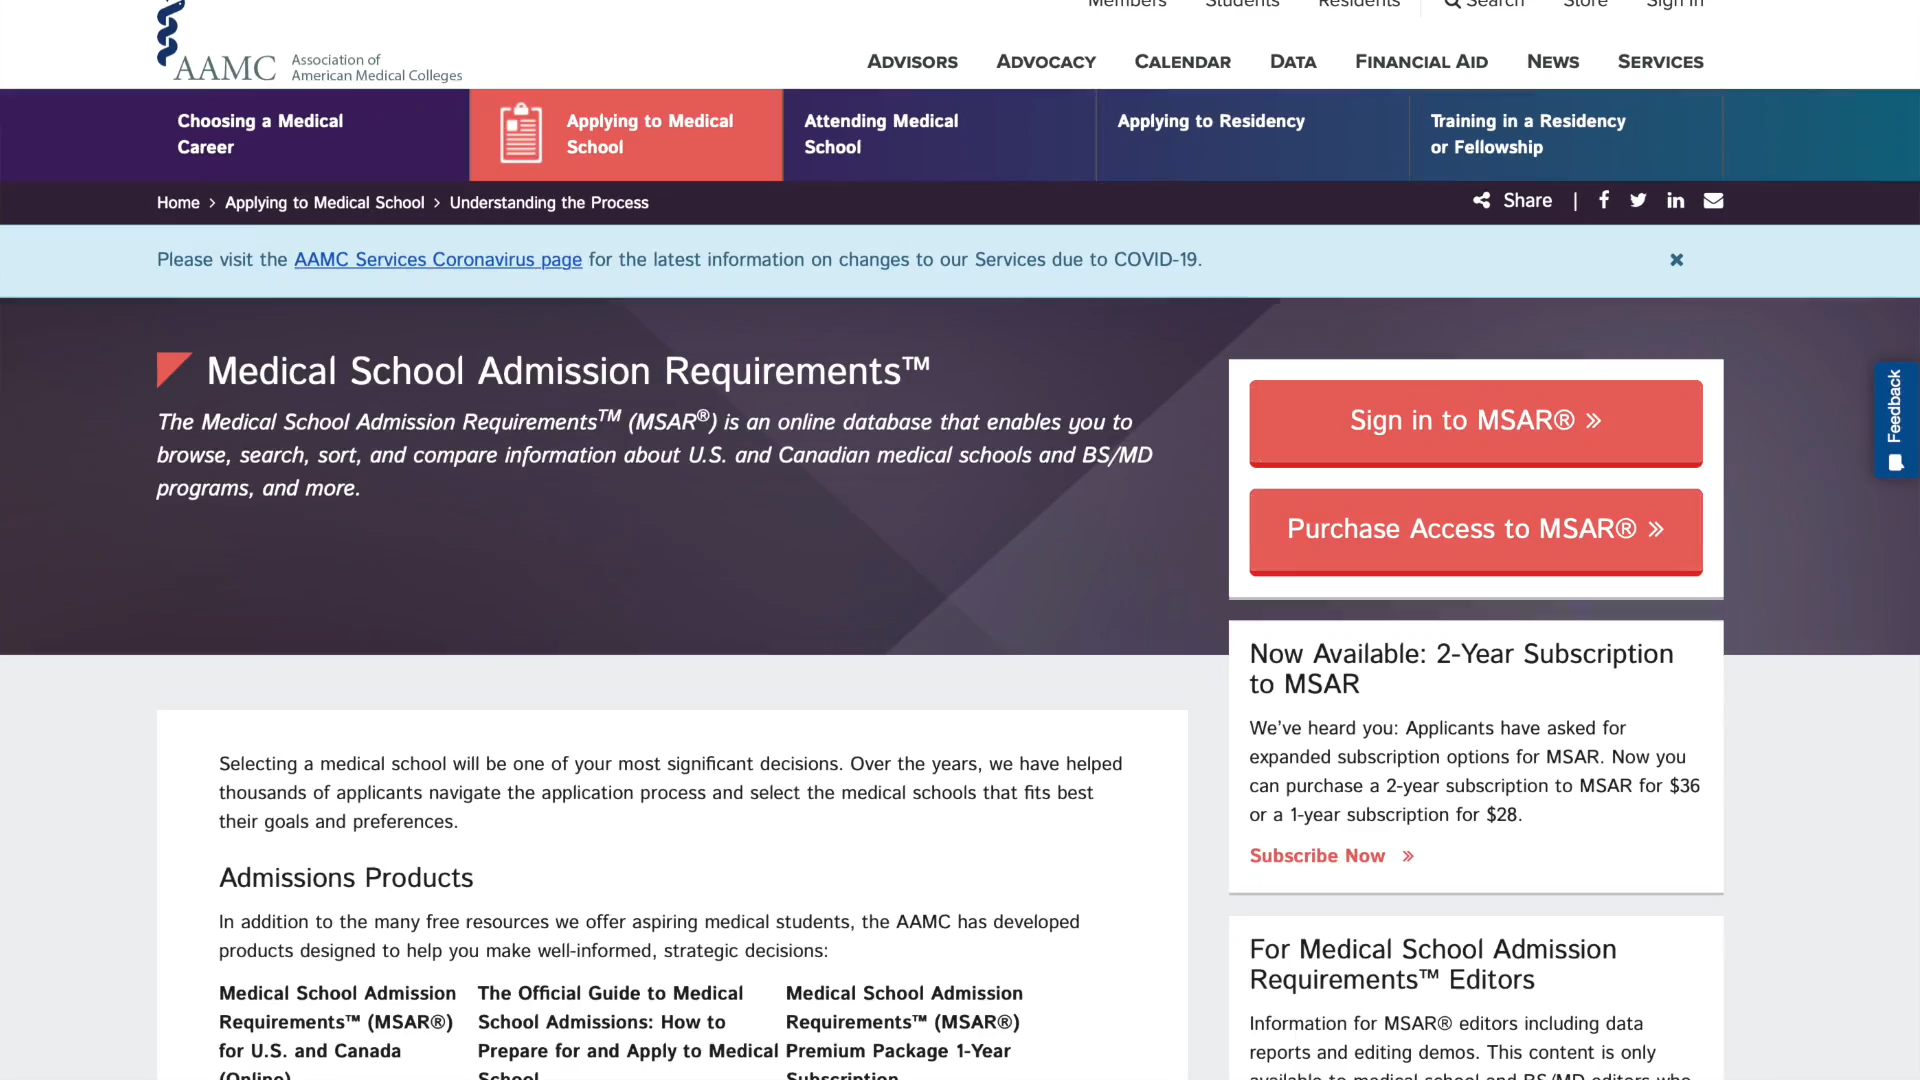 Members Students Residents Search Store Sign In
AAMC
Association of
American Medical Colleges
ADVISORS ADVOCACY CALENDAR DATA FINANCIAL AID NEWS SERVICES
Choosing a Medical
Career
Applying to Medical
School
Attending Medical
School
Applying to Residency
Training in a Residency
or Fellowship
Home > Applying to Medical School > Understanding the Process
Share |
Please visit the AAMC Services Coronavirus page for the latest information on changes to our Services due to COVID-19.
Medical School Admission Requirements™
The Medical School Admission Requirements™ (MSAR®) is an online database that enables you to
browse, search, sort, and compare information about U.S. and Canadian medical schools and BS/MD
programs, and more.
Sign in to MSAR® »
Purchase Access to MSAR® »
Feedback
Now Available: 2-Year Subscription
to MSAR
We've heard you: Applicants have asked for
expanded subscription options for MSAR. Now you
can purchase a 2-year subscription to MSAR for $36
or a 1-year subscription for $28.
Subscribe Now »
Selecting a medical school will be one of your most significant decisions. Over the years, we have helped
thousands of applicants navigate the application process and select the medical schools that fits best
their goals and preferences.
Admissions Products
In addition to the many free resources we offer aspiring medical students, the AAMC has developed
products designed to help you make well-informed, strategic decisions:
Medical School Admission
Requirements™ (MSAR®)
for U.S. and Canada
(Online)
The Official Guide to Medical
School Admissions: How to
Prepare for and Apply to Medical
School
Medical School Admission
Requirements™ (MSAR®)
Premium Package 1-Year
Subscription
For Medical School Admission
Requirements™ Editors
Information for MSAR® editors including data
reports and editing demos. This content is only
available to medical school and BS/MD editors who